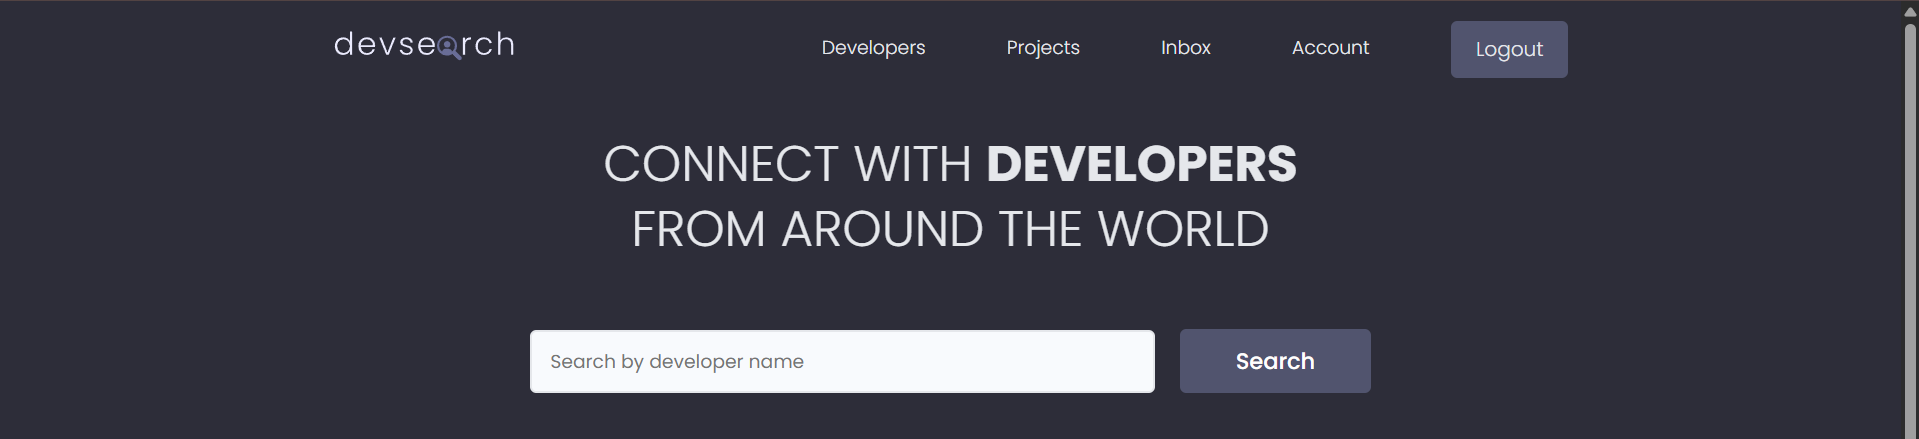 devsearch
Developers
Projects
Inbox
Account
Logout
CONNECT WITH DEVELOPERS
FROM AROUND THE WORLD
Search by developer name
Search